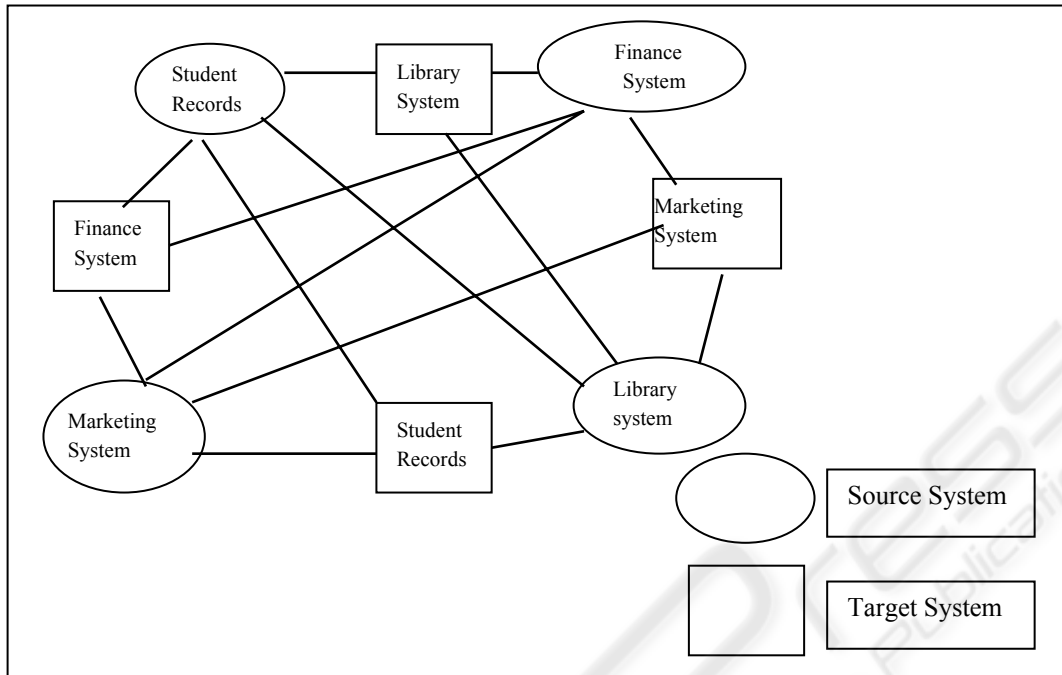 Student
Records
Library
System
Finance
System
Finance
System
Marketing
System
Marketing
System
Student
Records
Library
system
Source System
Target System